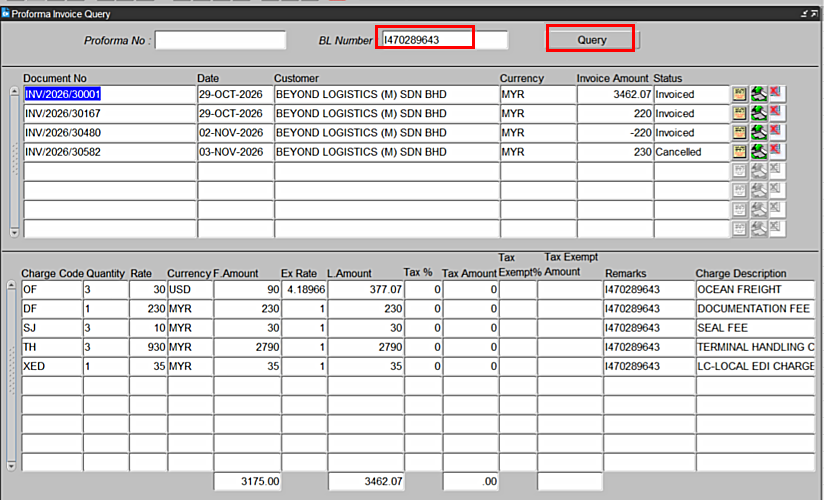 Proforma Invoice Query
Proforma No : BL Number I470289643 Query
Document No Date Customer Currency Invoice Amount Status
INV/2026/30001 29-OCT-2026 BEYOND LOGISTICS (M) SDN BHD MYR 3462.07 Invoiced
INV/2026/30167 29-OCT-2026 BEYOND LOGISTICS (M) SDN BHD MYR 220 Invoiced
INV/2026/30480 02-NOV-2026 BEYOND LOGISTICS (M) SDN BHD MYR -220 Invoiced
INV/2026/30582 03-NOV-2026 BEYOND LOGISTICS (M) SDN BHD MYR 230 Cancelled
Charge Code Quantity Rate Currency F.Amount Ex Rate L.Amount Tax % Tax Amount Tax Exempt% Tax Exempt Amount Remarks Charge Description
OF 3 30 USD 90 4.18966 377.07 0 0 I470289643 OCEAN FREIGHT
DF 1 230 MYR 230 1 230 0 0 I470289643 DOCUMENTATION FEE
SJ 3 10 MYR 30 1 30 0 0 I470289643 SEAL FEE
TH 3 930 MYR 2790 1 2790 0 0 I470289643 TERMINAL HANDLING C
XED 1 35 MYR 35 1 35 0 0 I470289643 LC-LOCAL EDI CHARGE
3175.00 3462.07 .00